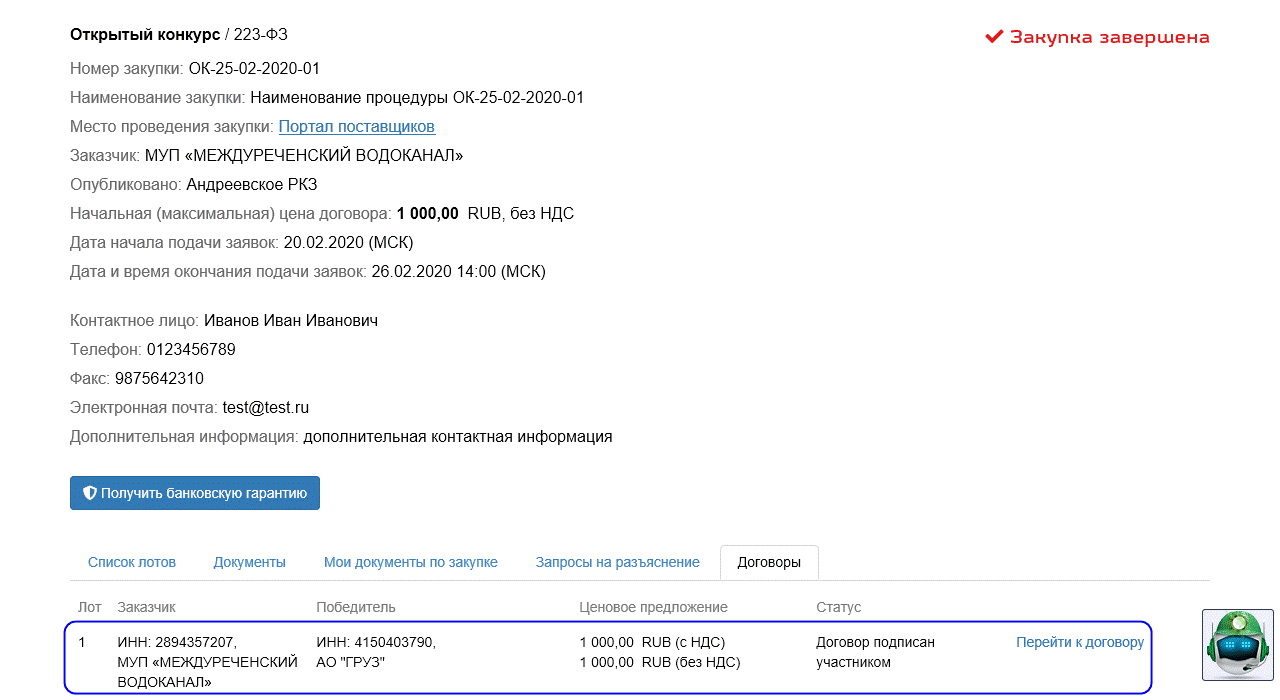 Открытый конкурс / 223-ФЗ
Закупка завершена
Номер закупки: ОК-25-02-2020-01
Наименование закупки: Наименование процедуры ОК-25-02-2020-01
Место проведения закупки: Портал поставщиков
Заказчик: МУП «МЕЖДУРЕЧЕНСКИЙ ВОДОКАНАЛ»
Опубликовано: Андреевское РКЗ
Начальная (максимальная) цена договора: 1 000,00 RUB, без НДС
Дата начала подачи заявок: 20.02.2020 (МСК)
Дата и время окончания подачи заявок: 26.02.2020 14:00 (МСК)
Контактное лицо: Иванов Иван Иванович
Телефон: 0123456789
Факс: 9875642310
Электронная почта: test@test.ru
Дополнительная информация: дополнительная контактная информация
Получить банковскую гарантию
Список лотов Документы Мои документы по закупке Запросы на разъяснение Договоры
Лот Заказчик Победитель Ценовое предложение Статус
1 ИНН: 2894357207, ИНН: 4150403790, 1 000,00 RUB (с НДС) Договор подписан Перейти к договору
МУП «МЕЖДУРЕЧЕНСКИЙ АО "ГРУЗ" 1 000,00 RUB (без НДС) участником
ВОДОКАНАЛ»